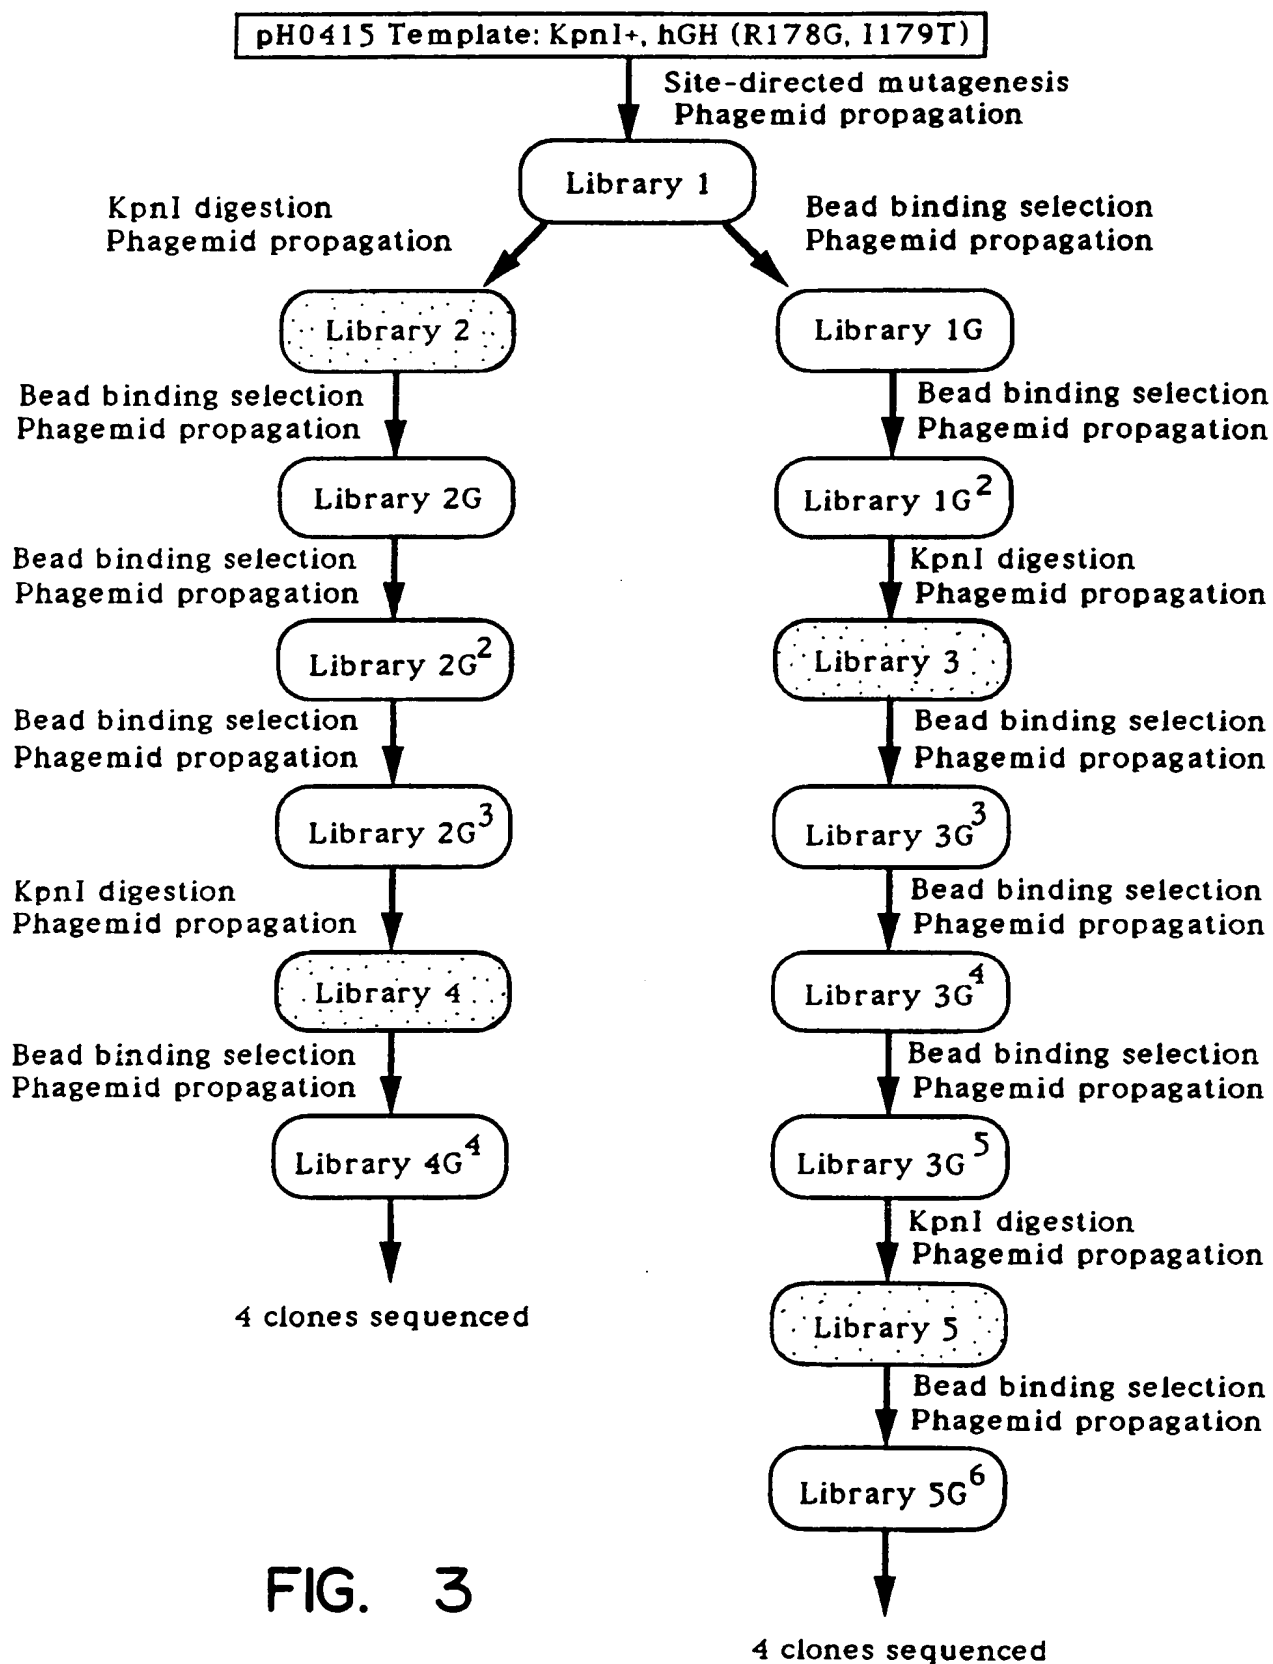 pH0415 Template: KpnI+, hGH (R178G, I179T)
Site-directed mutagenesis
Phagemid propagation
Library 1
KpnI digestion
Phagemid propagation
Bead binding selection
Phagemid propagation
Library 2
Library 1G
Bead binding selection
Phagemid propagation
Bead binding selection
Phagemid propagation
Library 2G
Library 1G²
Bead binding selection
Phagemid propagation
KpnI digestion
Phagemid propagation
Library 2G²
Library 3
Bead binding selection
Phagemid propagation
Bead binding selection
Phagemid propagation
Library 2G³
Library 3G³
KpnI digestion
Phagemid propagation
Bead binding selection
Phagemid propagation
Library 4
Library 3G⁴
Bead binding selection
Phagemid propagation
Bead binding selection
Phagemid propagation
Library 4G⁴
Library 3G⁵
KpnI digestion
Phagemid propagation
4 clones sequenced
Library 5
Bead binding selection
Phagemid propagation
Library 5G⁶
FIG. 3
4 clones sequenced